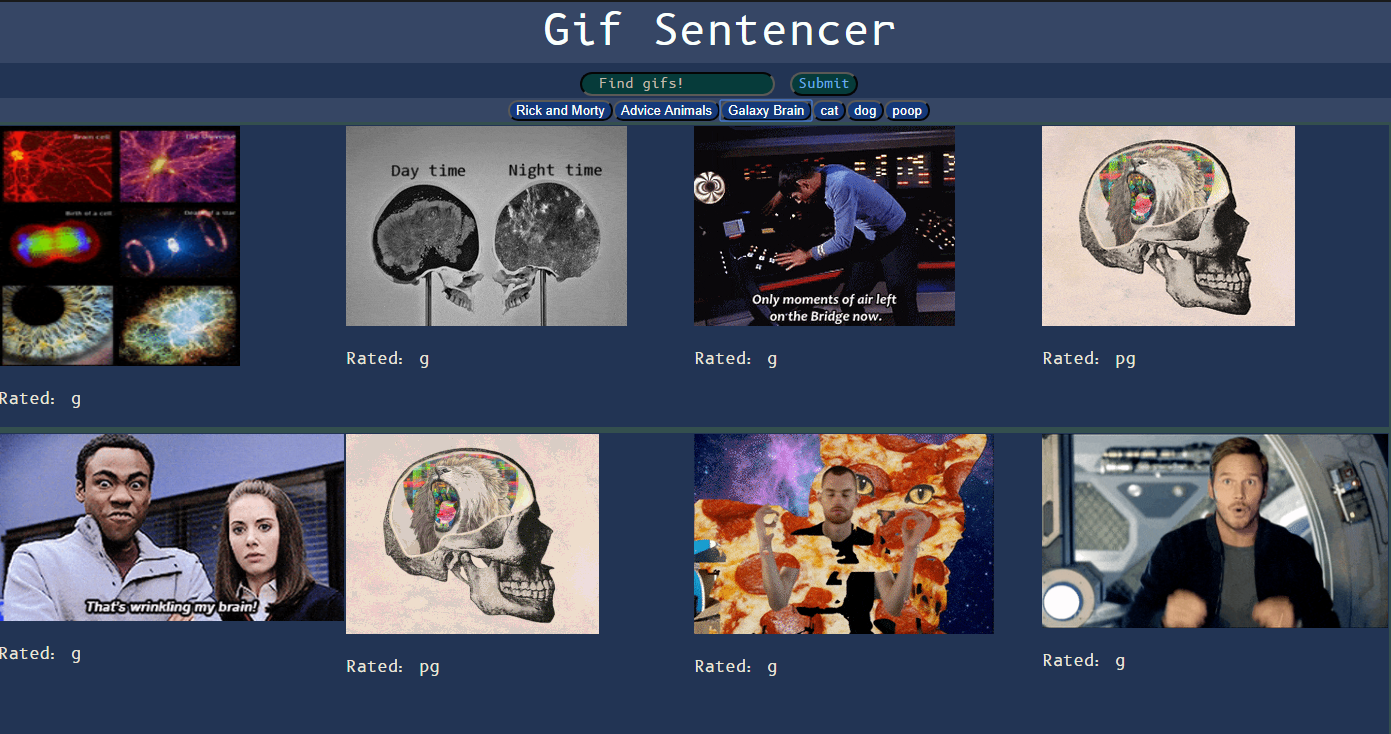 Gif Sentencer
Find gifs! Submit
Rick and Morty Advice Animals Galaxy Brain cat dog poop
Brain cell The Universe
Birth of a cell Death of a star
Rated: g
Day time Night time
Rated: g
Only moments of air left
on the Bridge now.
Rated: g
Rated: pg
That's wrinkling my brain!
Rated: g
Rated: pg
Rated: g
Rated: g